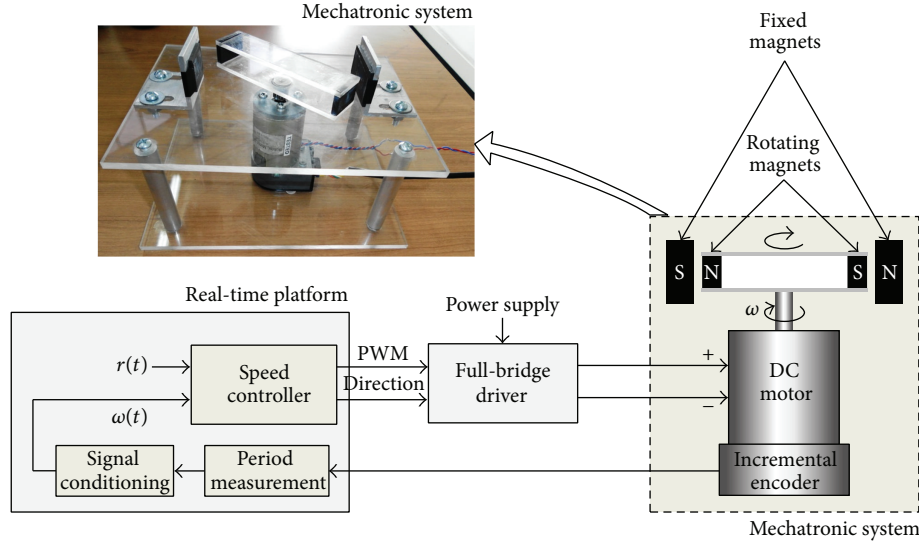 Mechatronic system
Fixed
magnets
Rotating
magnets
S
N
S
N
ω
Real-time platform
Power supply
r(t)
ω(t)
Speed
controller
PWM
Direction
Full-bridge
driver
+
−
DC
motor
Signal
conditioning
Period
measurement
Incremental
encoder
Mechatronic system